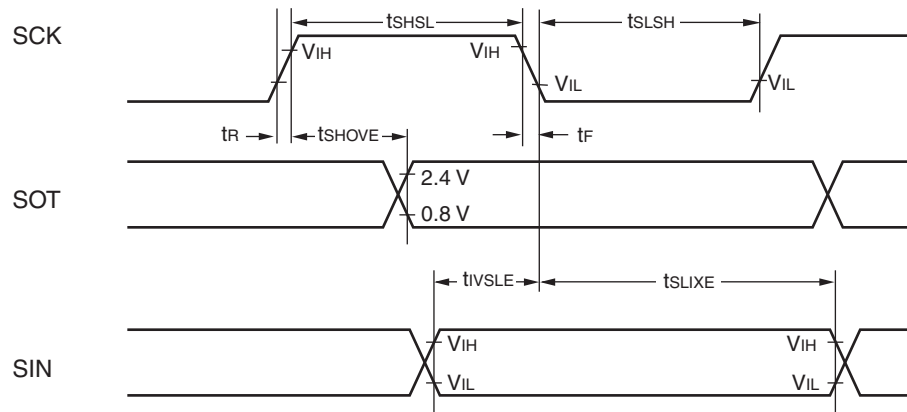 tSHSL tSLSH
SCK VIH VIH VIL VIL
tR tSHOVE tF
SOT 2.4 V
0.8 V
tIVSLE tSLIXE
SIN VIH VIH
VIL VIL